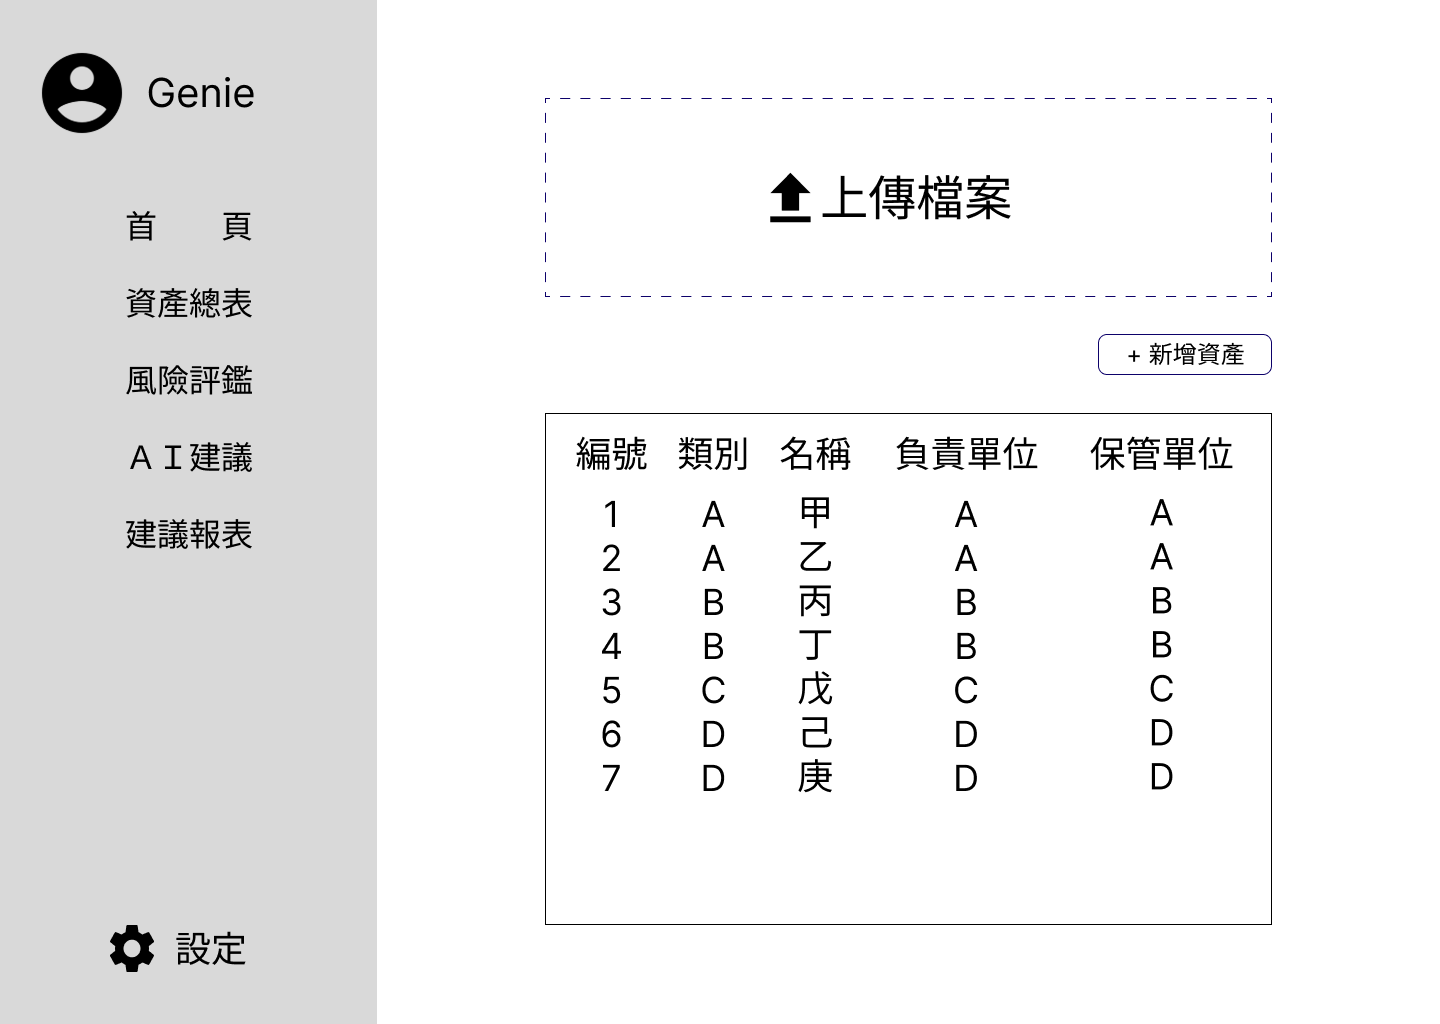 Genie
首　　頁
資產總表
風險評鑑
ＡＩ建議
建議報表
設定
上傳檔案
+ 新增資產
編號 類別 名稱 負責單位 保管單位
1 A 甲 A A
2 A 乙 A A
3 B 丙 B B
4 B 丁 B B
5 C 戊 C C
6 D 己 D D
7 D 庚 D D